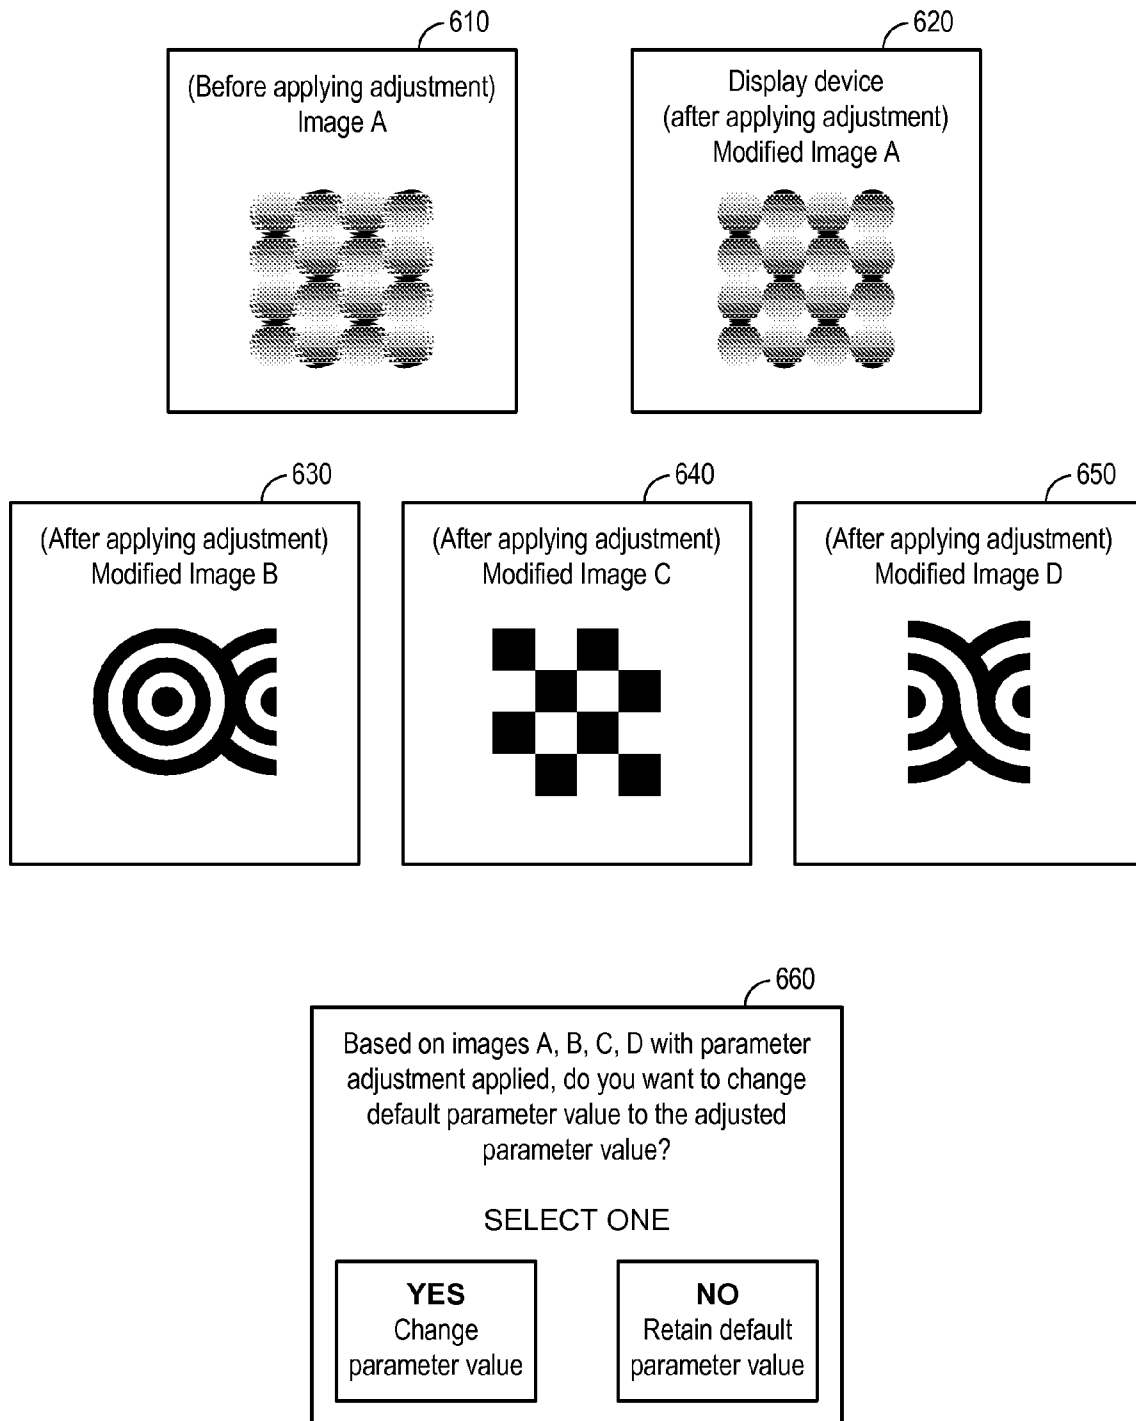 610
(Before applying adjustment)
Image A
620
Display device
(after applying adjustment)
Modified Image A
630
(After applying adjustment)
Modified Image B
640
(After applying adjustment)
Modified Image C
650
(After applying adjustment)
Modified Image D
660
Based on images A, B, C, D with parameter
adjustment applied, do you want to change
default parameter value to the adjusted
parameter value?
SELECT ONE
YES
Change
parameter value
NO
Retain default
parameter value